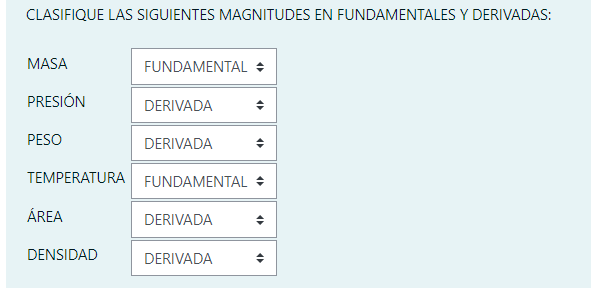 CLASIFIQUE LAS SIGUIENTES MAGNITUDES EN FUNDAMENTALES Y DERIVADAS:
MASA FUNDAMENTAL
PRESIÓN DERIVADA
PESO DERIVADA
TEMPERATURA FUNDAMENTAL
ÁREA DERIVADA
DENSIDAD DERIVADA